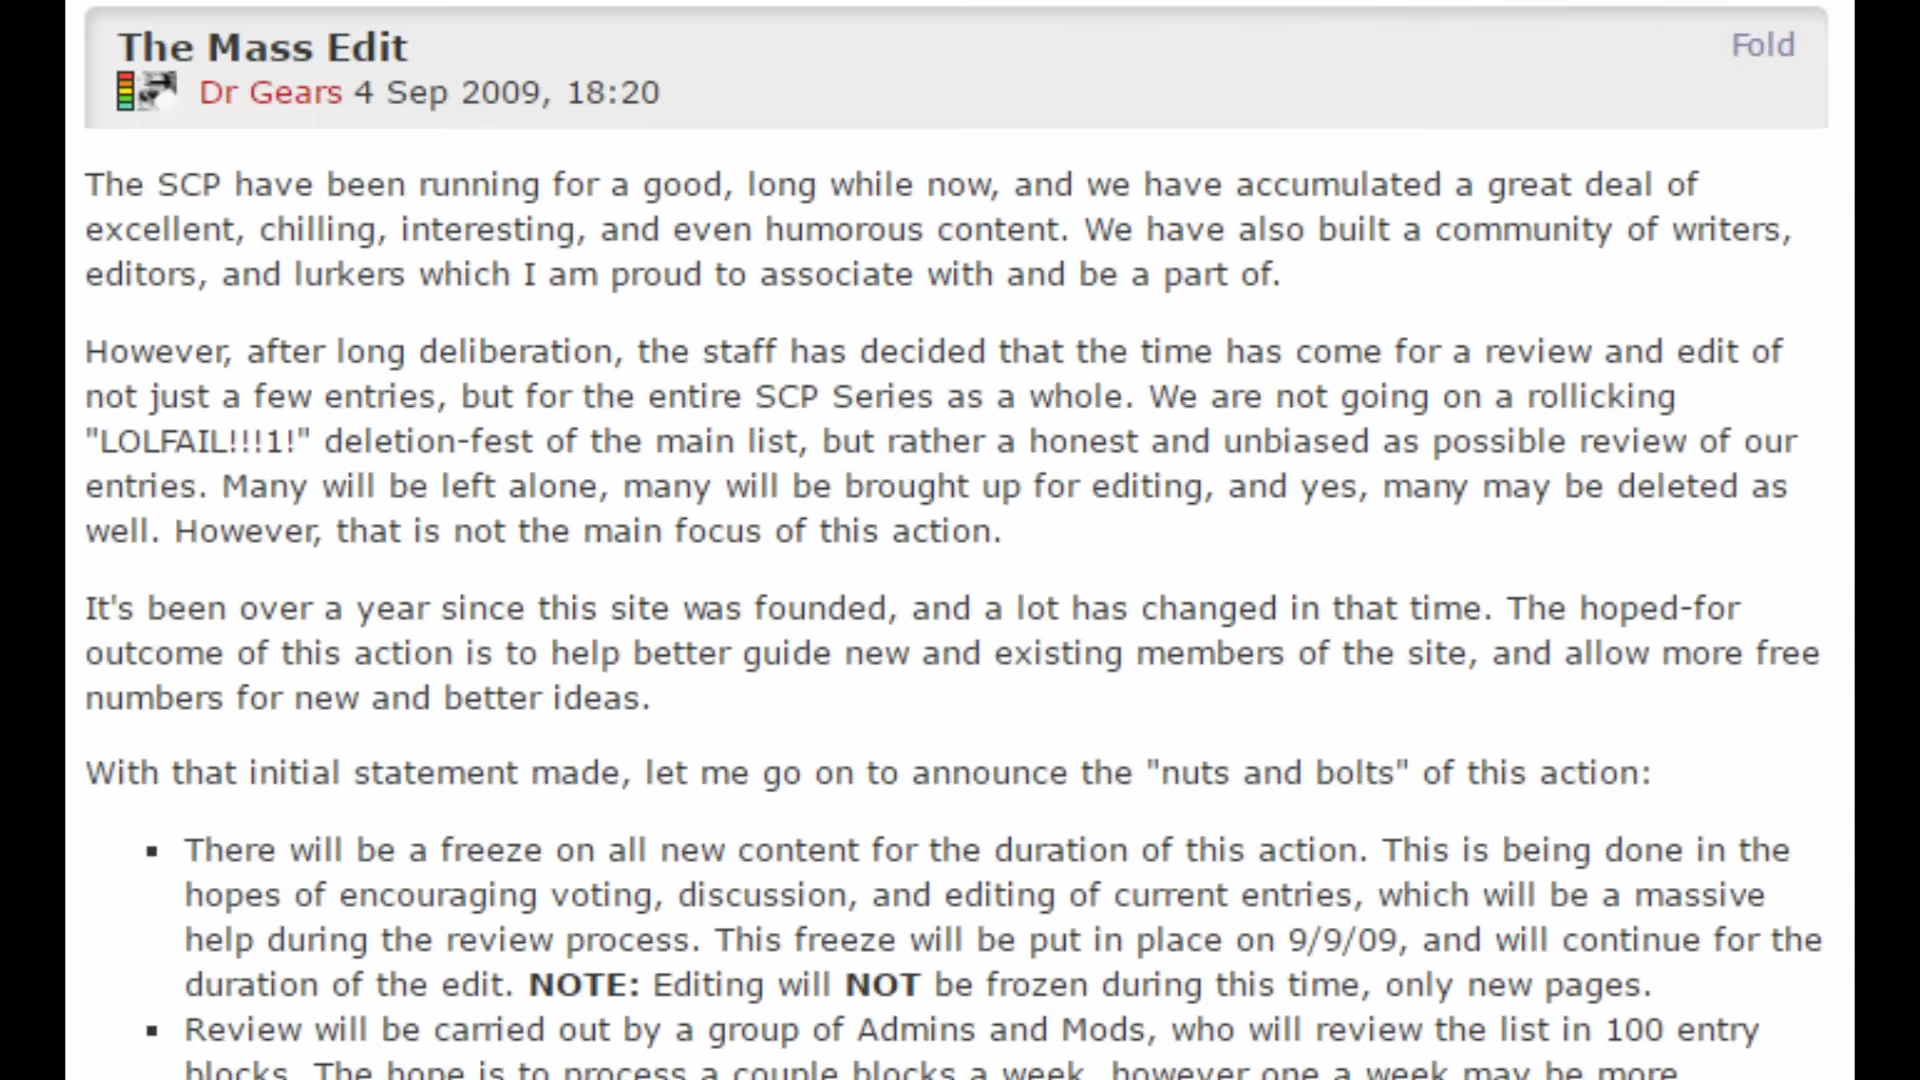 The Mass Edit
Fold
Dr Gears 4 Sep 2009, 18:20
The SCP have been running for a good, long while now, and we have accumulated a great deal of
excellent, chilling, interesting, and even humorous content. We have also built a community of writers,
editors, and lurkers which I am proud to associate with and be a part of.
However, after long deliberation, the staff has decided that the time has come for a review and edit of
not just a few entries, but for the entire SCP Series as a whole. We are not going on a rollicking
"LOLFAIL!!!1!" deletion-fest of the main list, but rather a honest and unbiased as possible review of our
entries. Many will be left alone, many will be brought up for editing, and yes, many may be deleted as
well. However, that is not the main focus of this action.
It's been over a year since this site was founded, and a lot has changed in that time. The hoped-for
outcome of this action is to help better guide new and existing members of the site, and allow more free
numbers for new and better ideas.
With that initial statement made, let me go on to announce the "nuts and bolts" of this action:
▪ There will be a freeze on all new content for the duration of this action. This is being done in the
hopes of encouraging voting, discussion, and editing of current entries, which will be a massive
help during the review process. This freeze will be put in place on 9/9/09, and will continue for the
duration of the edit. NOTE: Editing will NOT be frozen during this time, only new pages.
▪ Review will be carried out by a group of Admins and Mods, who will review the list in 100 entry
blocks. The hope is to process a couple blocks a week, however one a week may be more